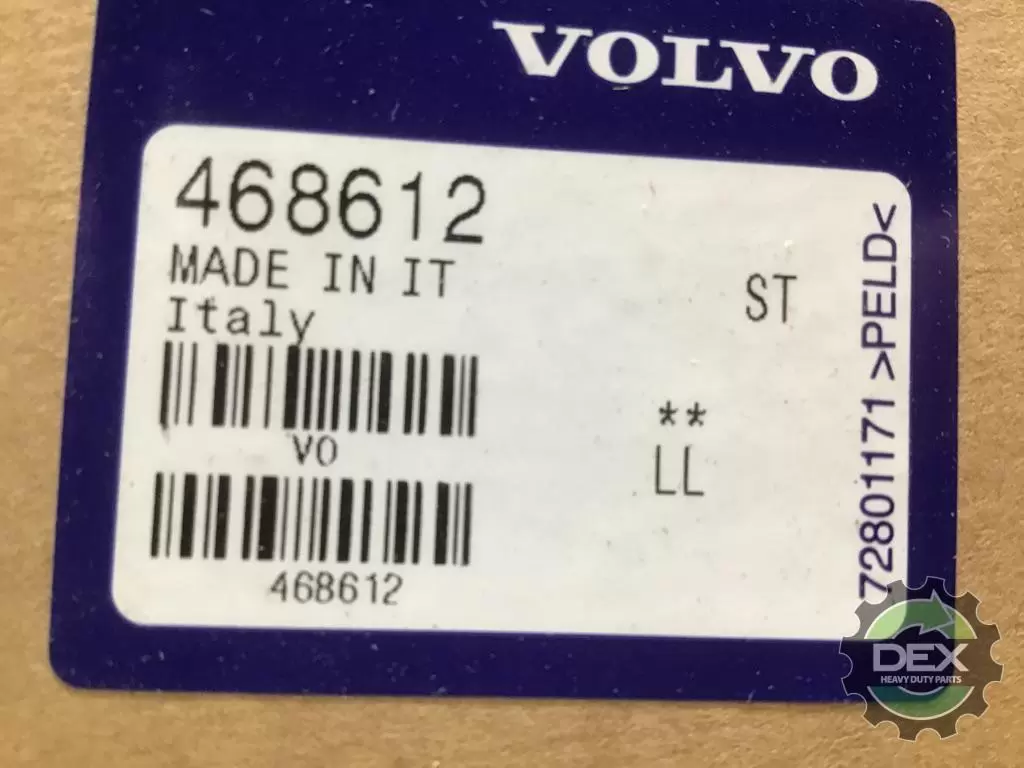 VOLVO
468612
MADE IN IT
Italy
ST
VO
**
LL
468612
72801171 >PELD<
DEX
HEAVY DUTY PARTS